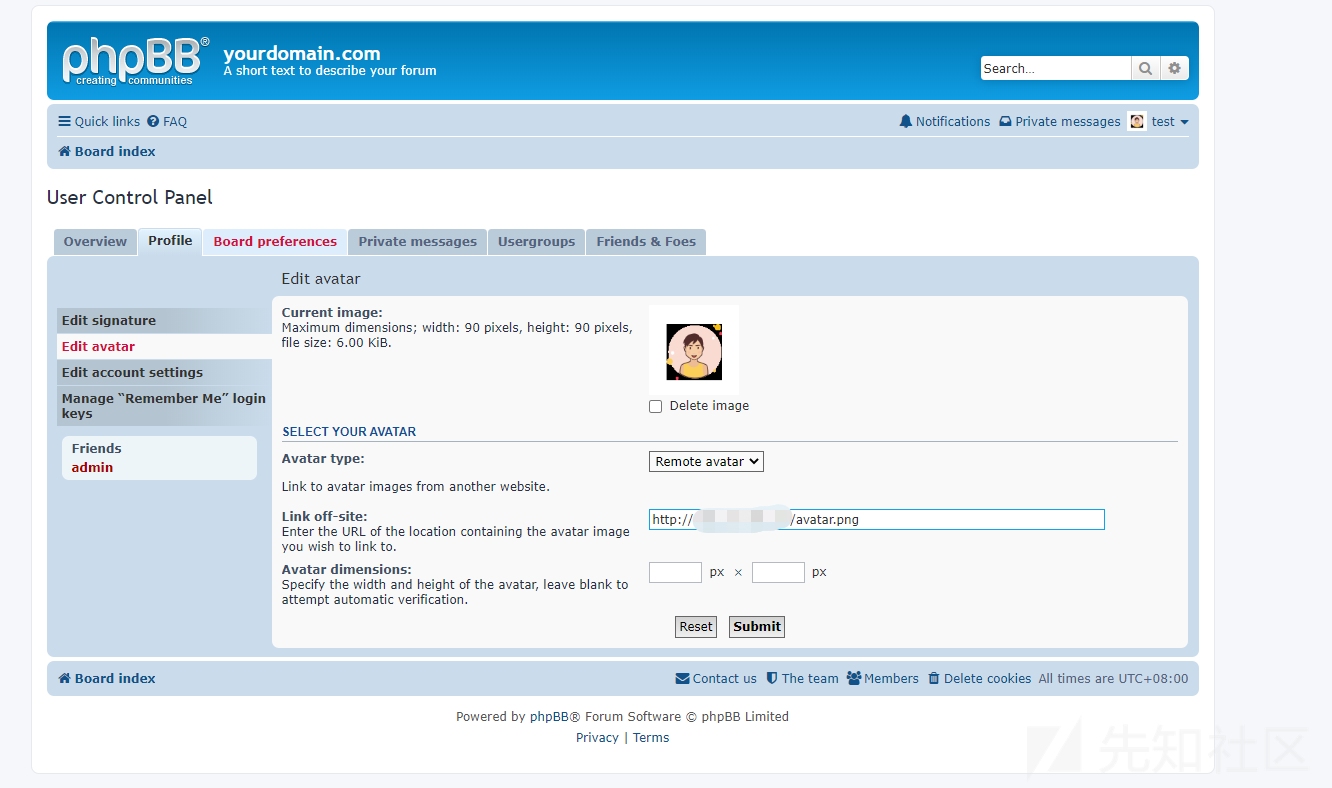 phpBB®
creating communities
yourdomain.com
A short text to describe your forum
Search…
Quick links FAQ
Notifications Private messages test
Board index
User Control Panel
Overview Profile Board preferences Private messages Usergroups Friends & Foes
Edit avatar
Edit signature
Edit avatar
Edit account settings
Manage “Remember Me” login
keys
Friends
admin
Current image:
Maximum dimensions; width: 90 pixels, height: 90 pixels,
file size: 6.00 KiB.
Delete image
SELECT YOUR AVATAR
Avatar type:
Remote avatar
Link to avatar images from another website.
Link off-site:
Enter the URL of the location containing the avatar image
you wish to link to.
http:// /avatar.png
Avatar dimensions:
Specify the width and height of the avatar, leave blank to
attempt automatic verification.
px × px
Reset Submit
Board index
Contact us The team Members Delete cookies All times are UTC+08:00
Powered by phpBB® Forum Software © phpBB Limited
Privacy | Terms
先知社区